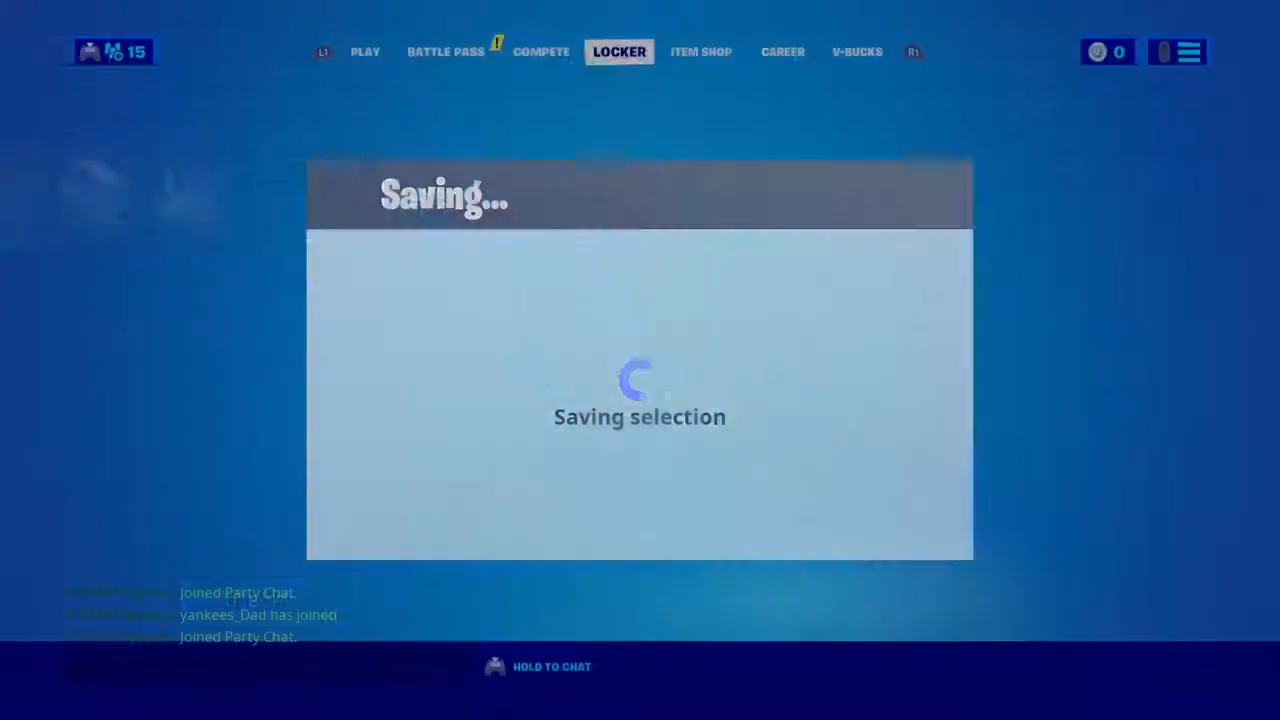 15
L1 PLAY BATTLE PASS ! COMPETE LOCKER ITEM SHOP CAREER V-BUCKS R1
0
Saving...
Saving selection
Joined Party Chat.
yankees_Dad has joined
Joined Party Chat.
HOLD TO CHAT